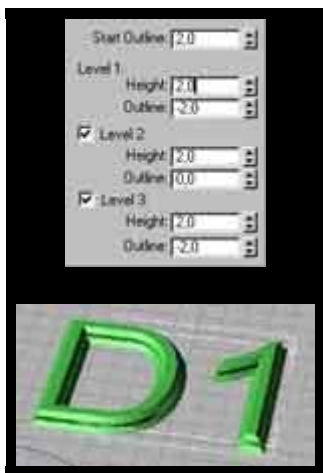 Start Outline: 2,0
Level 1:
Height: 2,0
Outline: -2,0
Level 2
Height: 2,0
Outline: 0,0
Level 3
Height: 2,0
Outline: -2,0
D1